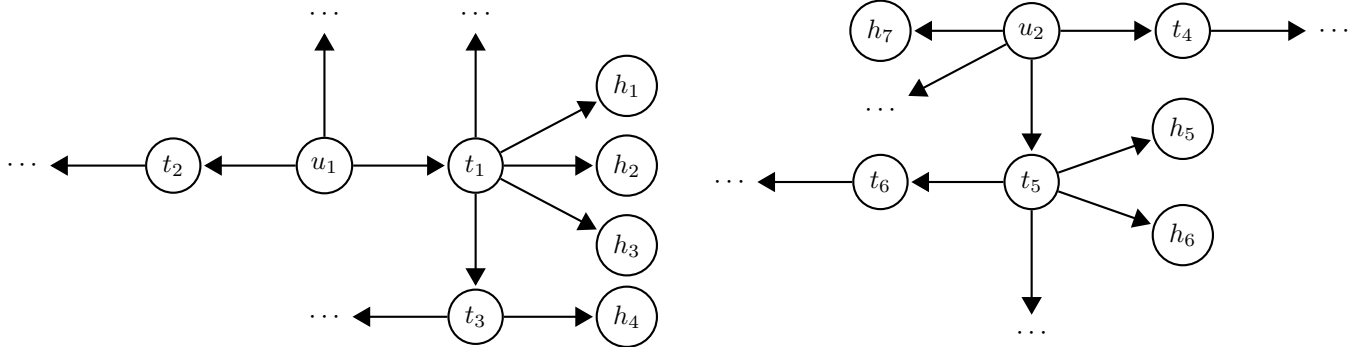 ⋯ ⋯
h₇ u₂ t₄ ⋯
h₁
⋯
h₅
⋯ t₂ u₁ t₁ h₂
⋯ t₆ t₅
h₃
h₆
⋯ t₃ h₄
⋯